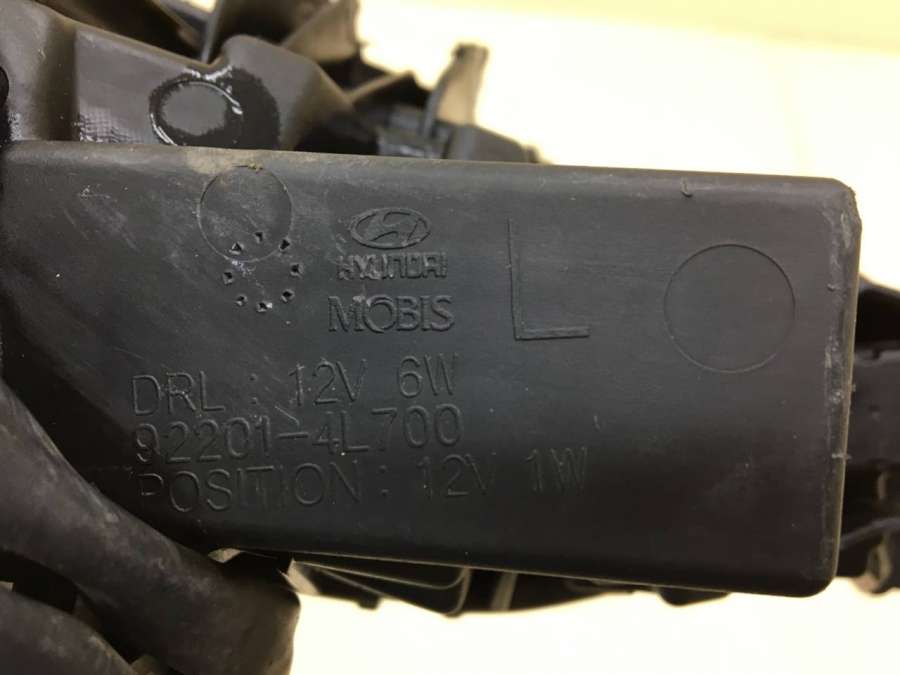 HYUNDAI
MOBIS
L
DRL : 12V 6W
92201-4L700
POSITION : 12V 1W